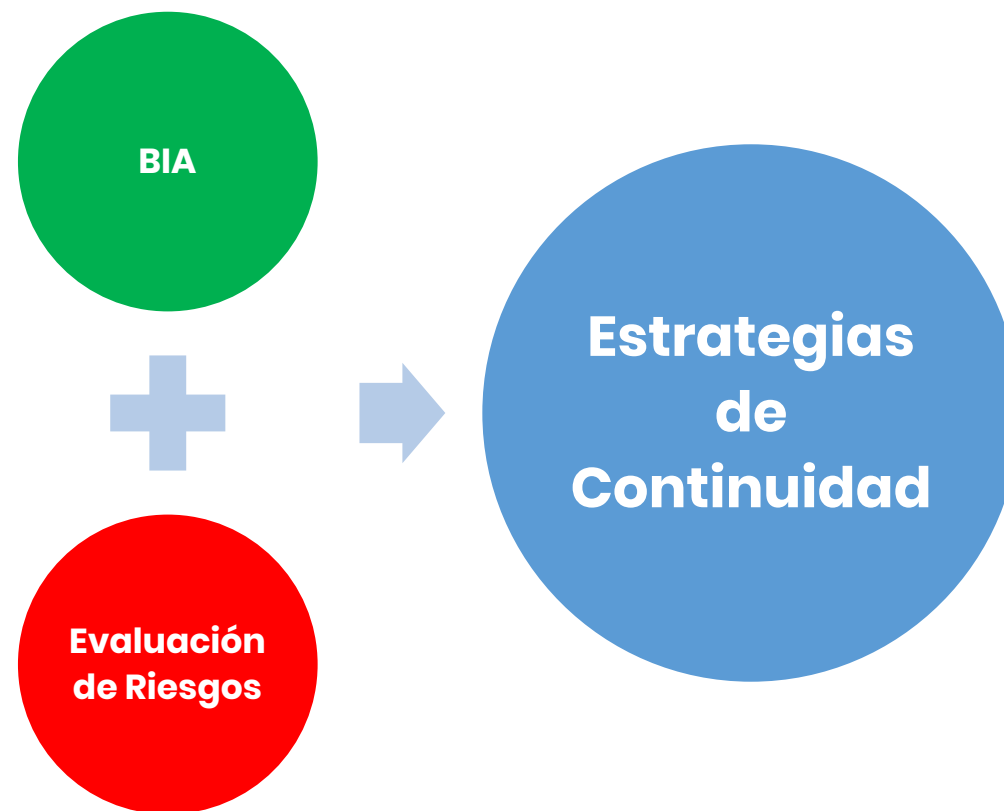 BIA
Estrategias
de
Continuidad
Evaluación
de Riesgos